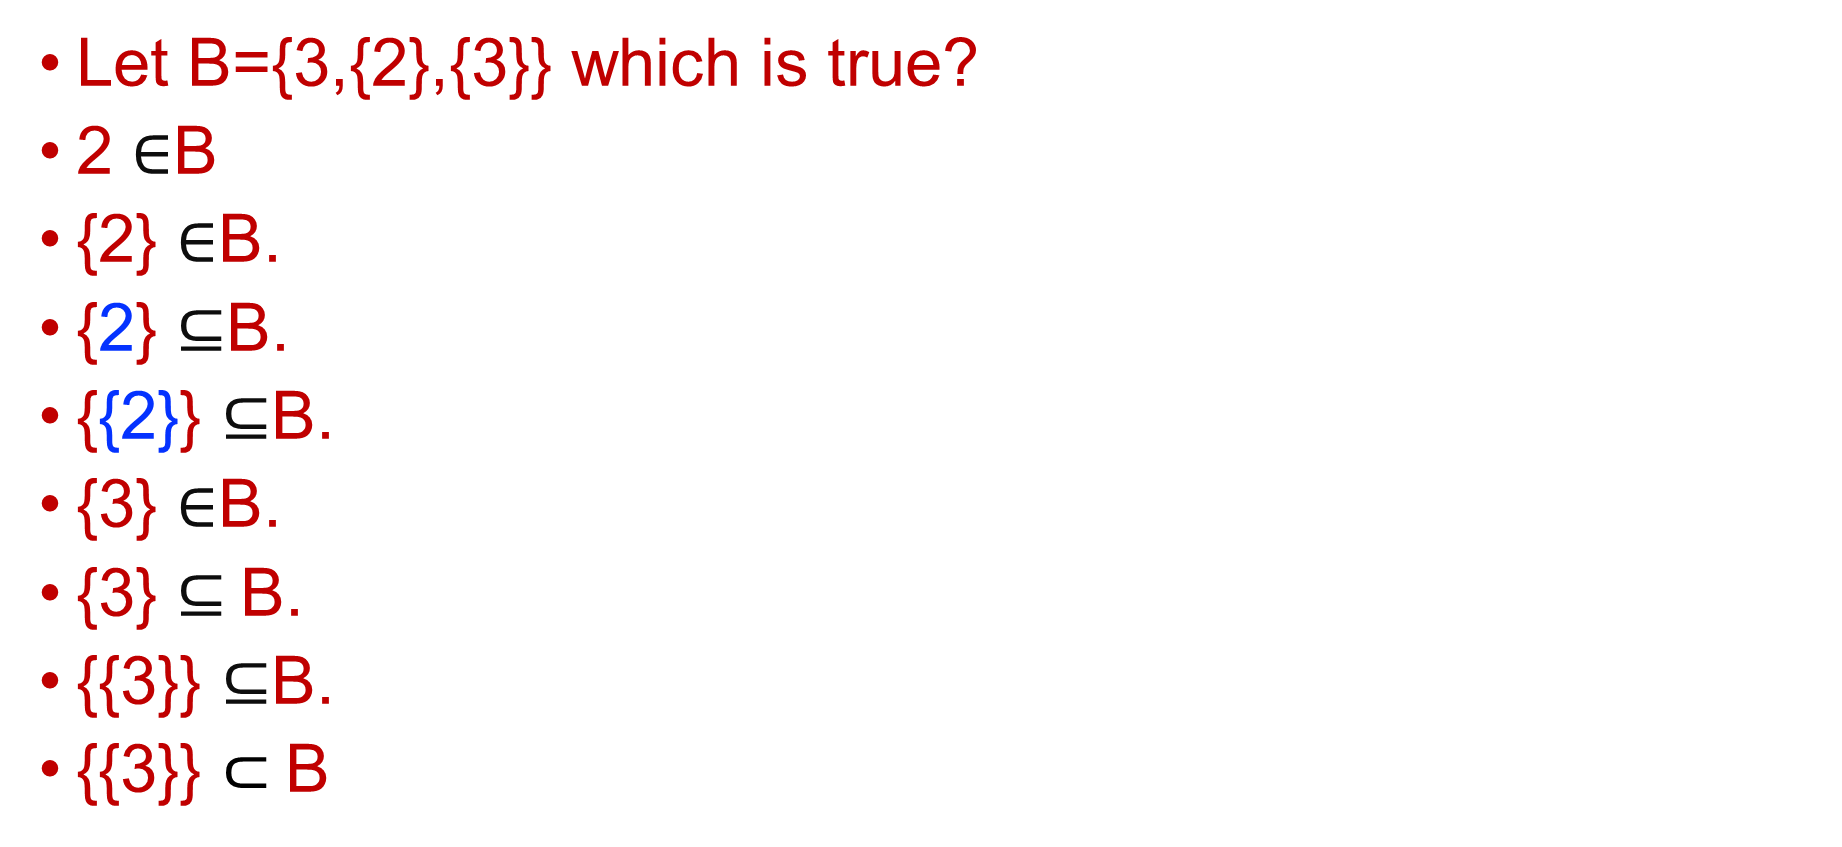 • Let B={3,{2},{3}} which is true?
• 2 ∈B
• {2} ∈B.
• {2} ⊆B.
• {{2}} ⊆B.
• {3} ∈B.
• {3} ⊆ B.
• {{3}} ⊆B.
• {{3}} ⊂ B